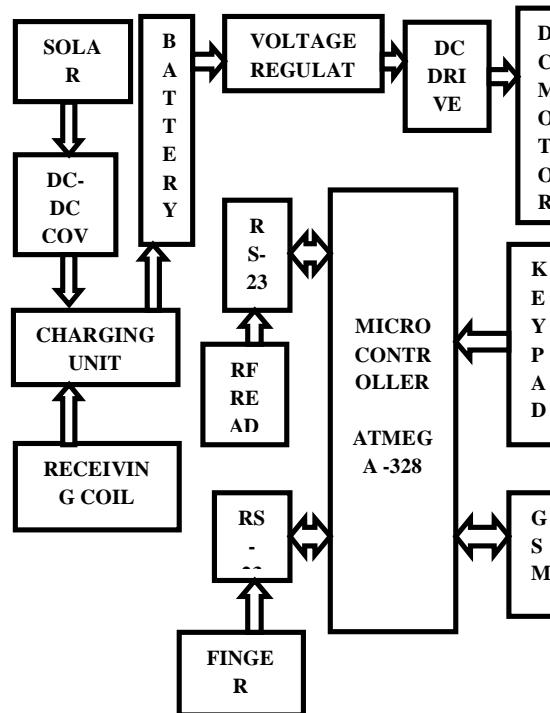 SOLA
R
B
A
T
T
E
R
Y
VOLTAGE
REGULAT
DC
DRI
VE
D
C
M
O
T
O
R
DC-
DC
COV
CHARGING
UNIT
RECEIVIN
G COIL
R
S-
23
RF
RE
AD
MICRO
CONTR
OLLER
ATMEG
A -328
K
E
Y
P
A
D
RS
-
G
S
M
FINGE
R